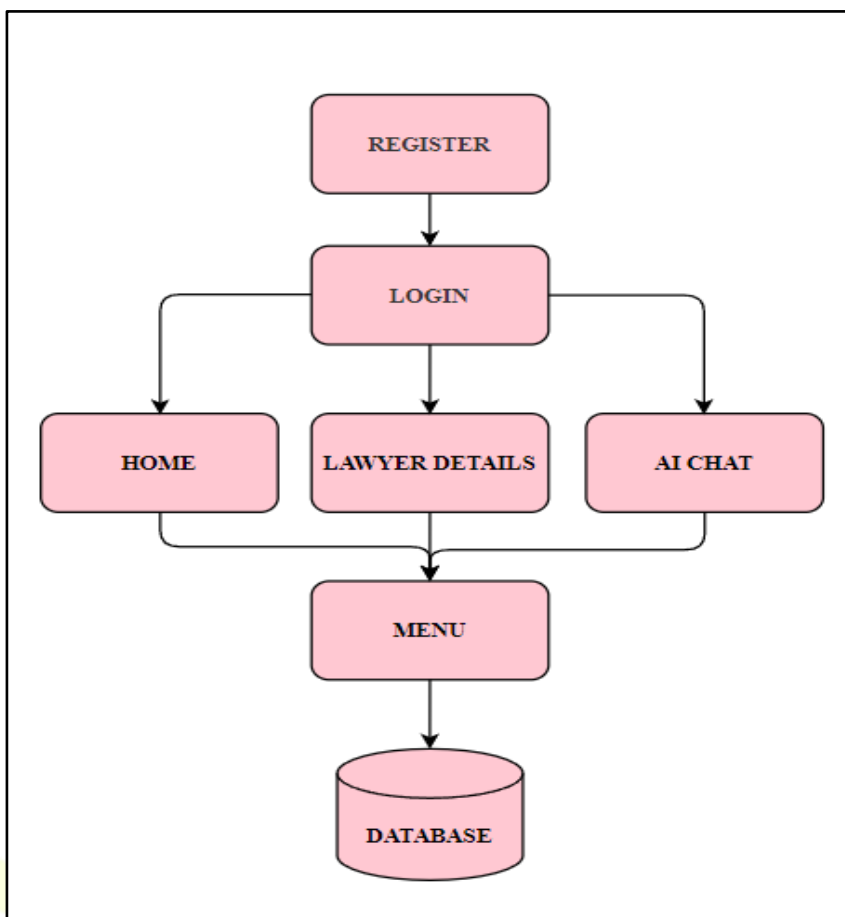 REGISTER
LOGIN
HOME
LAWYER DETAILS
AI CHAT
MENU
DATABASE